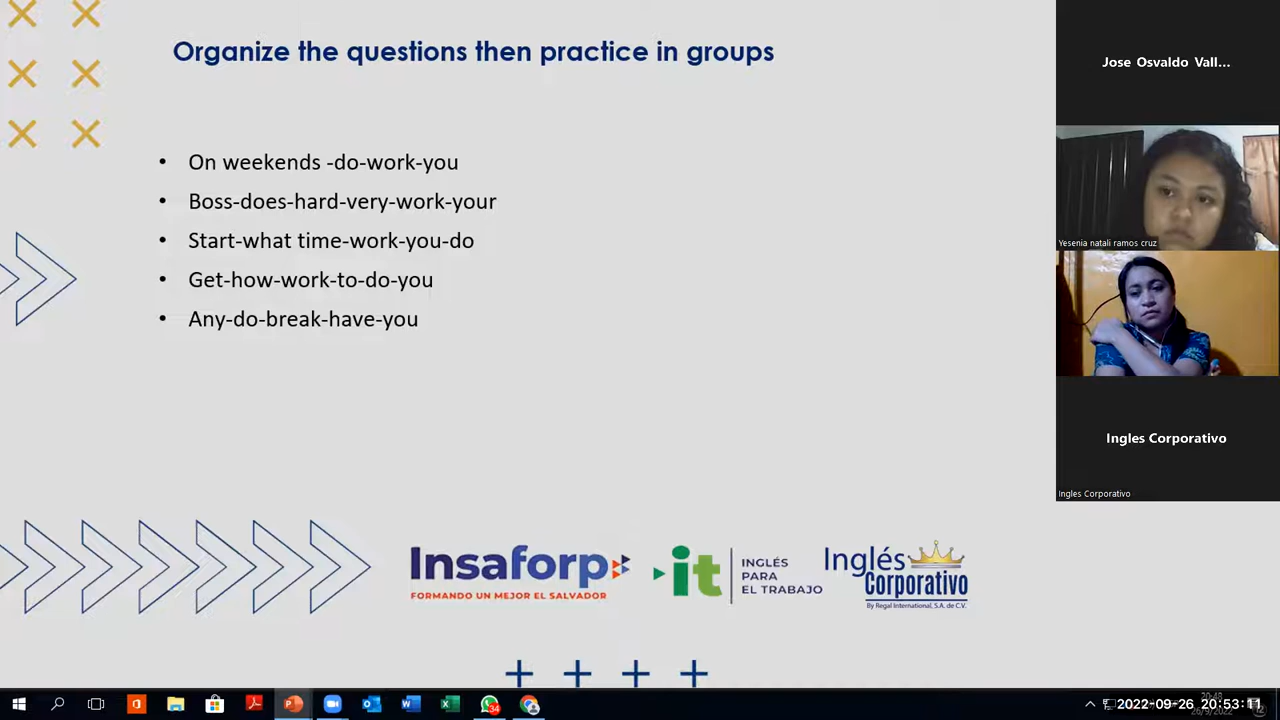 Organize the questions then practice in groups
On weekends -do-work-you
Boss-does-hard-very-work-your
Start-what time-work-you-do
Get-how-work-to-do-you
Any-do-break-have-you
Jose Osvaldo Vall...
Yesenia natali ramos cruz
Ingles Corporativo
Ingles Corporativo
Insaforp
FORMANDO UN MEJOR EL SALVADOR
it
INGLÉS
PARA
EL TRABAJO
Inglés
Corporativo
By Regal International, S.A. de C.V.
34
20:48
2022-09-26 20:53:11